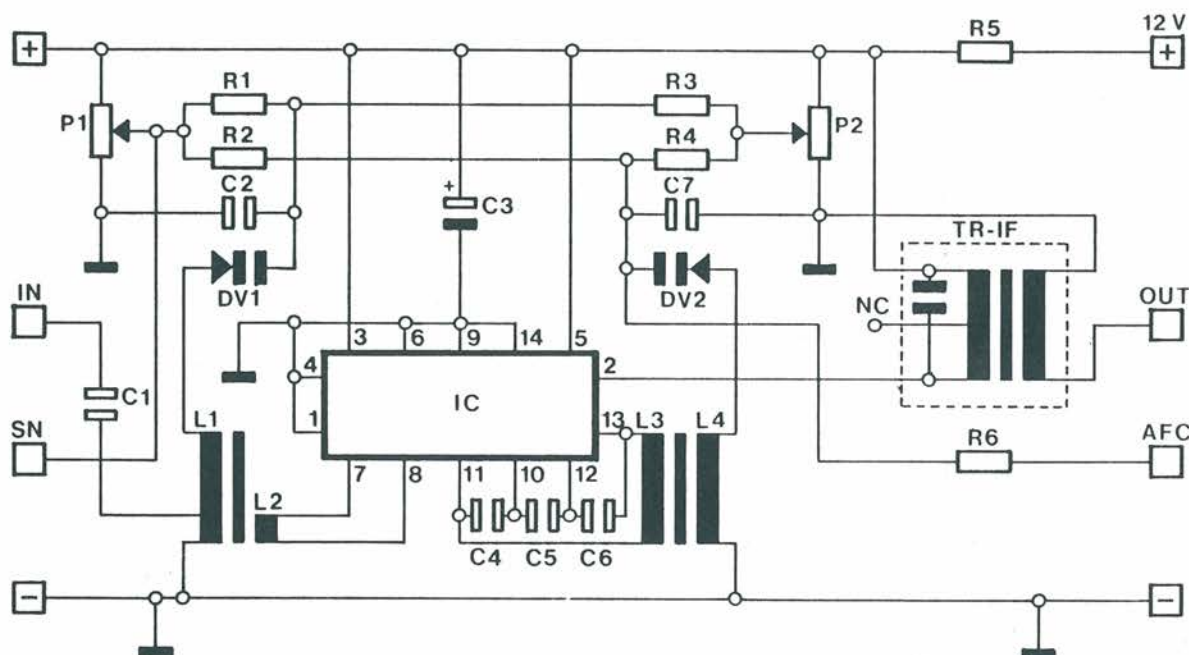 12 V
+
+
R1
R3
R5
P1
P2
R2
R4
C2
C7
+
C3
TR-IF
DV1
DV2
IN
NC
OUT
3
6
9
14
5
4
2
C1
IC
1
L1
13
L3
L4
SN
AFC
R6
7
8
11
10
12
L2
C4
C5
C6
-
-